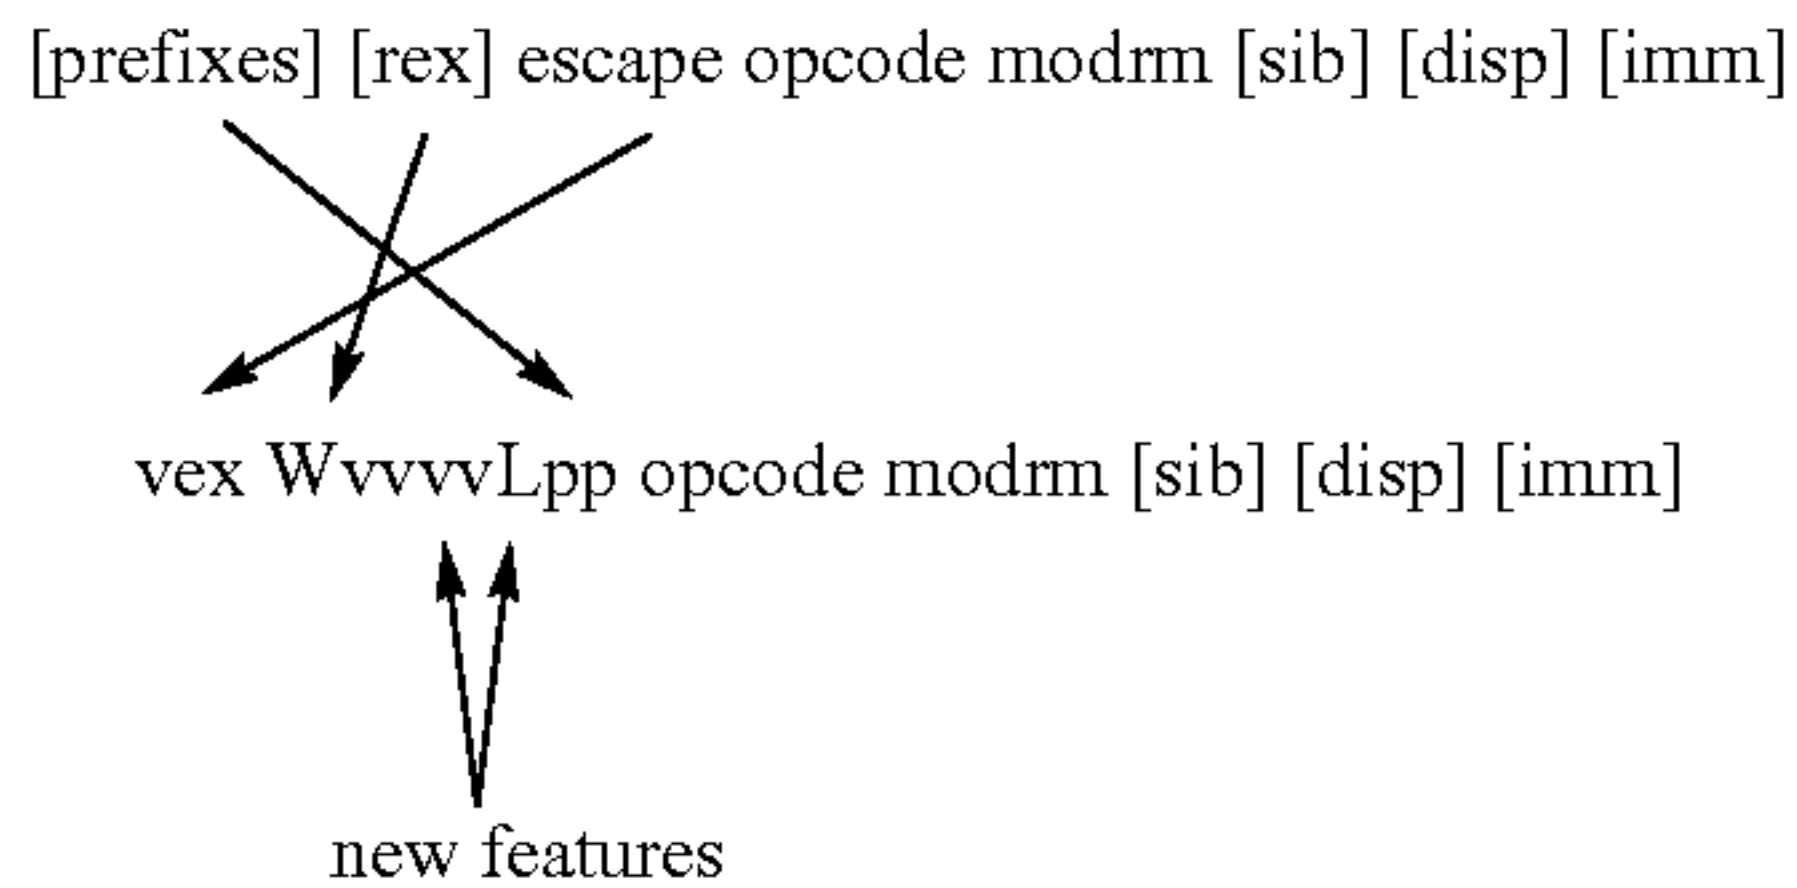 [prefixes] [rex] escape opcode modrm [sib] [disp] [imm]
vex WvvvvLpp opcode modrm [sib] [disp] [imm]
new features